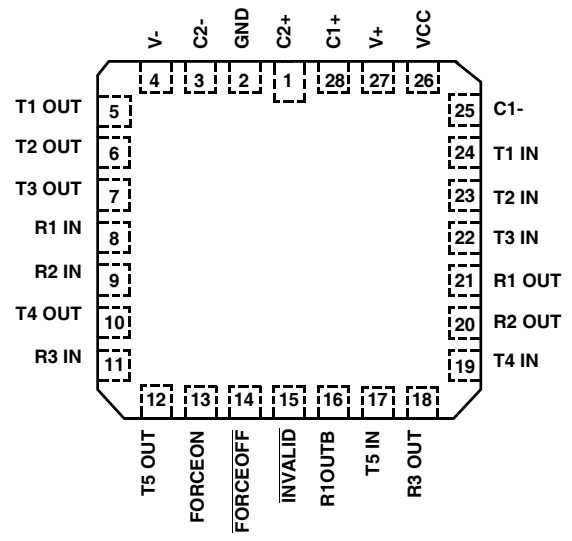 V-
C2-
GND
C2+
C1+
V+
VCC
4
3
2
1
28
27
26
T1 OUT
5
25
C1-
T2 OUT
6
24
T1 IN
T3 OUT
7
23
T2 IN
R1 IN
8
22
T3 IN
R2 IN
9
21
R1 OUT
T4 OUT
10
20
R2 OUT
R3 IN
11
19
T4 IN
12
13
14
15
16
17
18
T5 OUT
FORCEON
FORCEOFF
INVALID
R1OUTB
T5 IN
R3 OUT